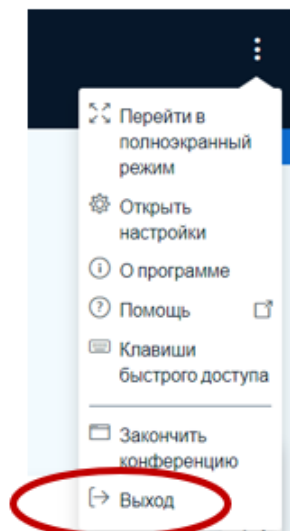 Перейти в
полноэкранный
режим
Открыть
настройки
О программе
Помощь
Клавиши
быстрого доступа
Закончить
конференцию
Выход